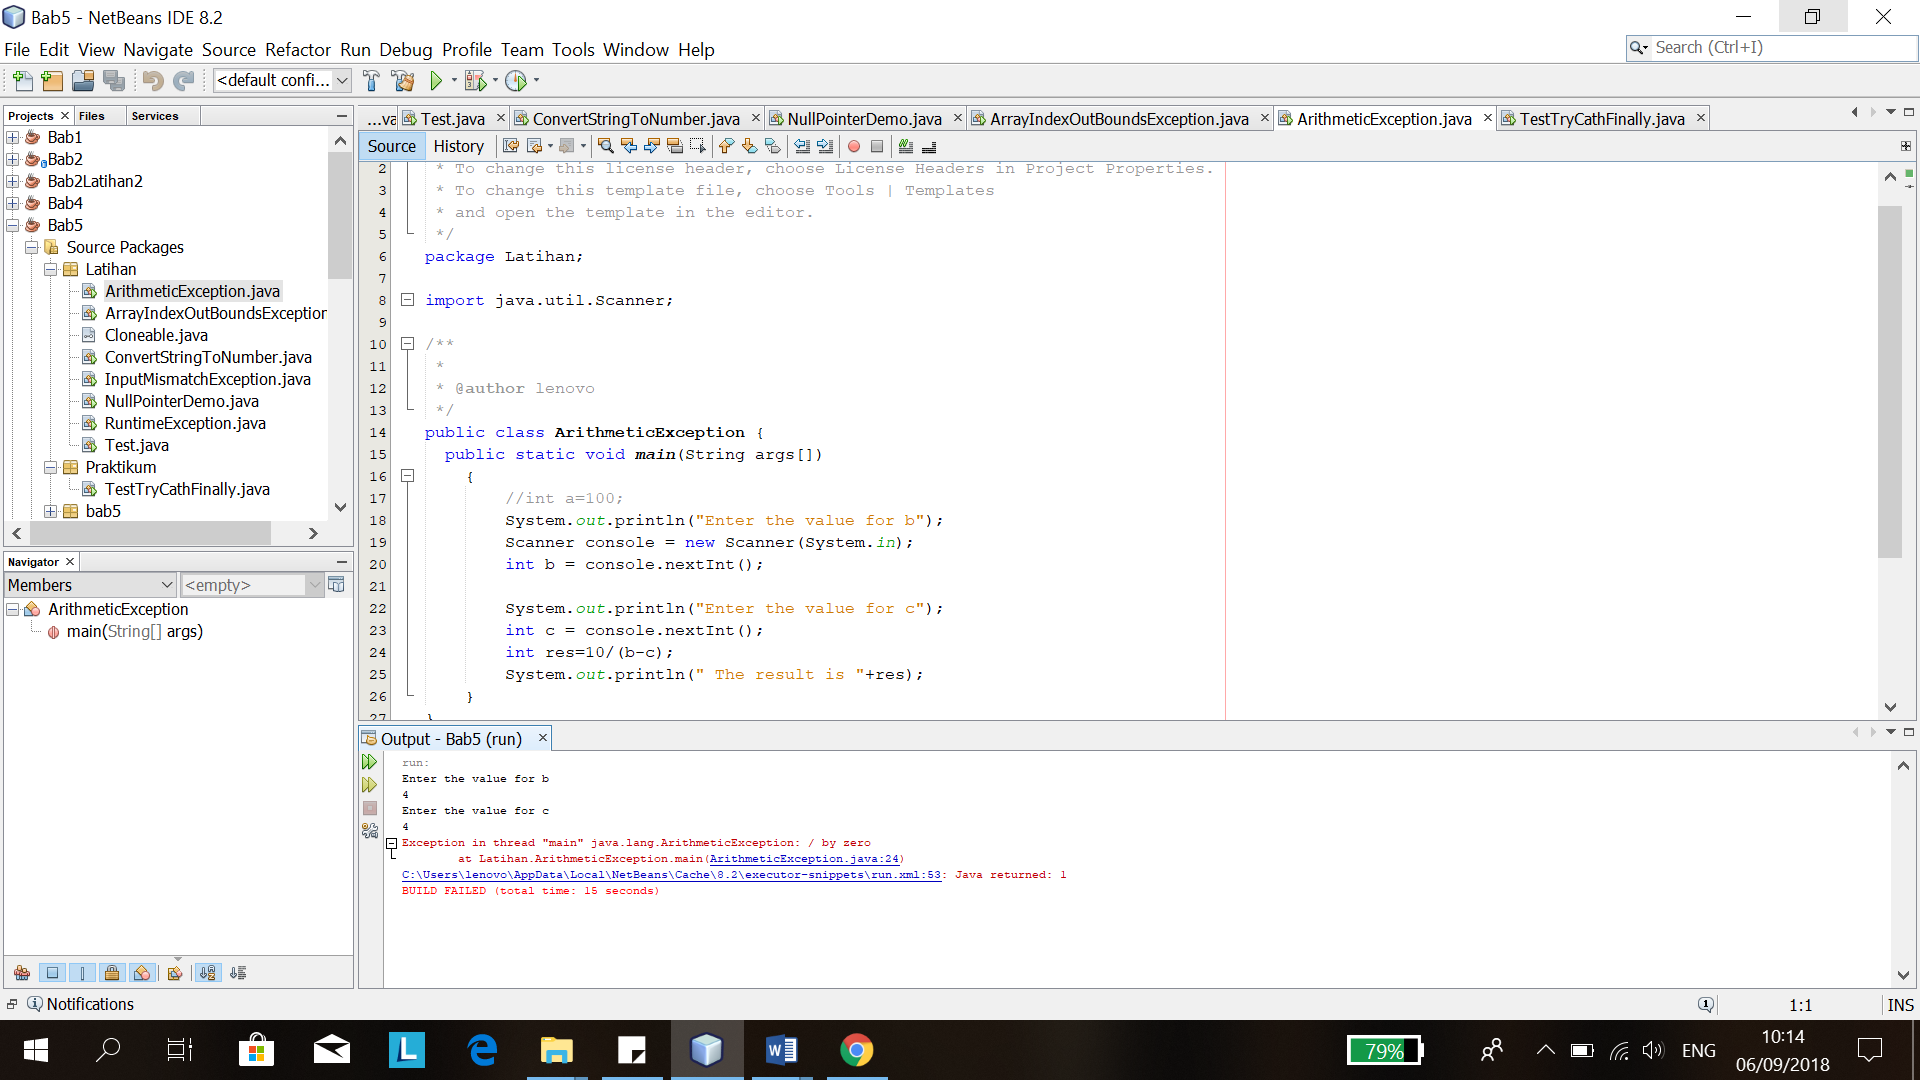 Bab5 - NetBeans IDE 8.2
File Edit View Navigate Source Refactor Run Debug Profile Team Tools Window Help
Search (Ctrl+I)
<default confi...
Projects Files Services
Bab1
Bab2
Bab2Latihan2
Bab4
Bab5
Source Packages
Latihan
ArithmeticException.java
ArrayIndexOutBoundsException
Cloneable.java
ConvertStringToNumber.java
InputMismatchException.java
NullPointerDemo.java
RuntimeException.java
Test.java
Praktikum
TestTryCathFinally.java
bab5
Navigator
Members <empty>
ArithmeticException
main(String[] args)
...va Test.java ConvertStringToNumber.java NullPointerDemo.java ArrayIndexOutBoundsException.java ArithmeticException.java TestTryCathFinally.java
Source History
2 * To change this license header, choose License Headers in Project Properties.
3 * To change this template file, choose Tools | Templates
4 * and open the template in the editor.
5 */
6 package Latihan;
7
8 import java.util.Scanner;
9
10 /**
11 *
12 * @author lenovo
13 */
14 public class ArithmeticException {
15 public static void main(String args[])
16 {
17 //int a=100;
18 System.out.println("Enter the value for b");
19 Scanner console = new Scanner(System.in);
20 int b = console.nextInt();
21
22 System.out.println("Enter the value for c");
23 int c = console.nextInt();
24 int res=10/(b-c);
25 System.out.println(" The result is "+res);
26 }
27 }
Output - Bab5 (run)
run:
Enter the value for b
4
Enter the value for c
4
Exception in thread "main" java.lang.ArithmeticException: / by zero
at Latihan.ArithmeticException.main(ArithmeticException.java:24)
C:\Users\lenovo\AppData\Local\NetBeans\Cache\8.2\executor-snippets\run.xml:53: Java returned: 1
BUILD FAILED (total time: 15 seconds)
Notifications
1:1 INS
79%
ENG
10:14
06/09/2018